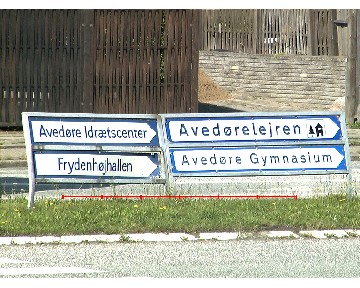 Avedøre Idrætscenter
Frydenhøjhallen
Avedørelejren
Avedøre Gymnasium